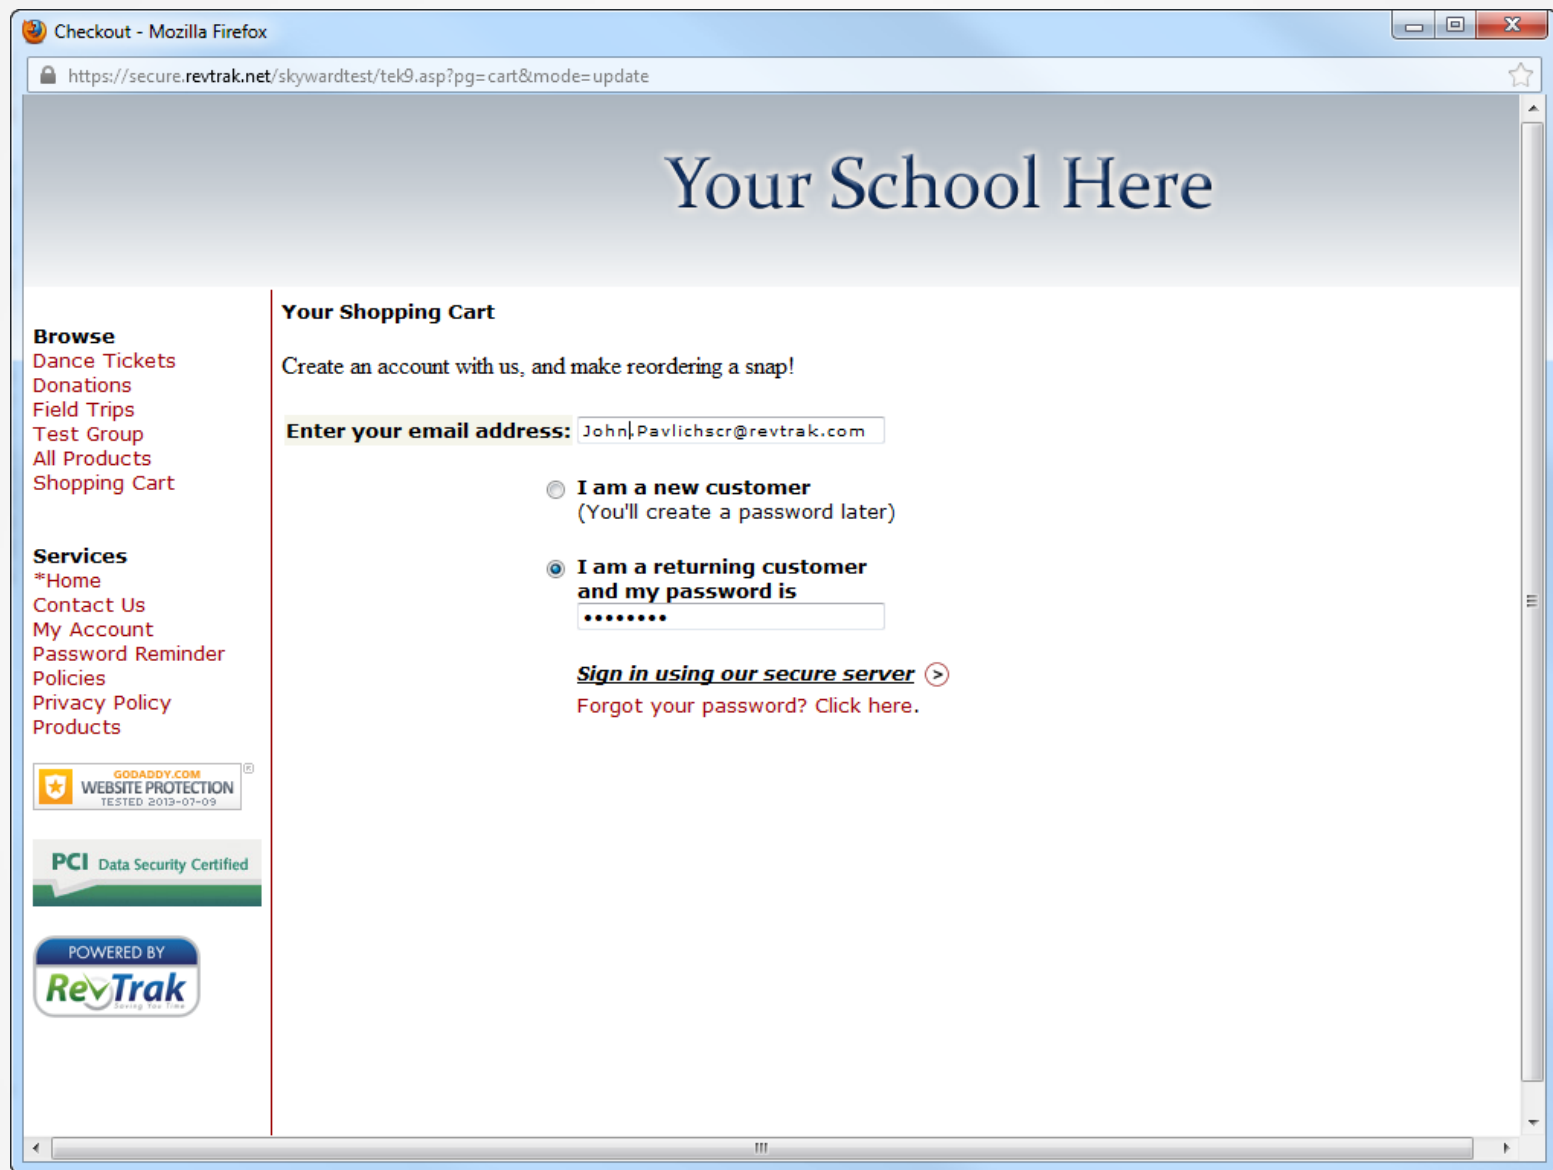 Checkout - Mozilla Firefox
https://secure.revtrak.net/skywardtest/tek9.asp?pg=cart&mode=update
Your School Here
Browse
Dance Tickets
Donations
Field Trips
Test Group
All Products
Shopping Cart
Services
*Home
Contact Us
My Account
Password Reminder
Policies
Privacy Policy
Products
GODADDY.COM
WEBSITE PROTECTION
TESTED 2013-07-09
PCI Data Security Certified
POWERED BY
RevTrak
Saving You Time
Your Shopping Cart
Create an account with us, and make reordering a snap!
Enter your email address: John.Pavlichscr@revtrak.com
I am a new customer
(You'll create a password later)
I am a returning customer
and my password is
••••••••
Sign in using our secure server >
Forgot your password? Click here.